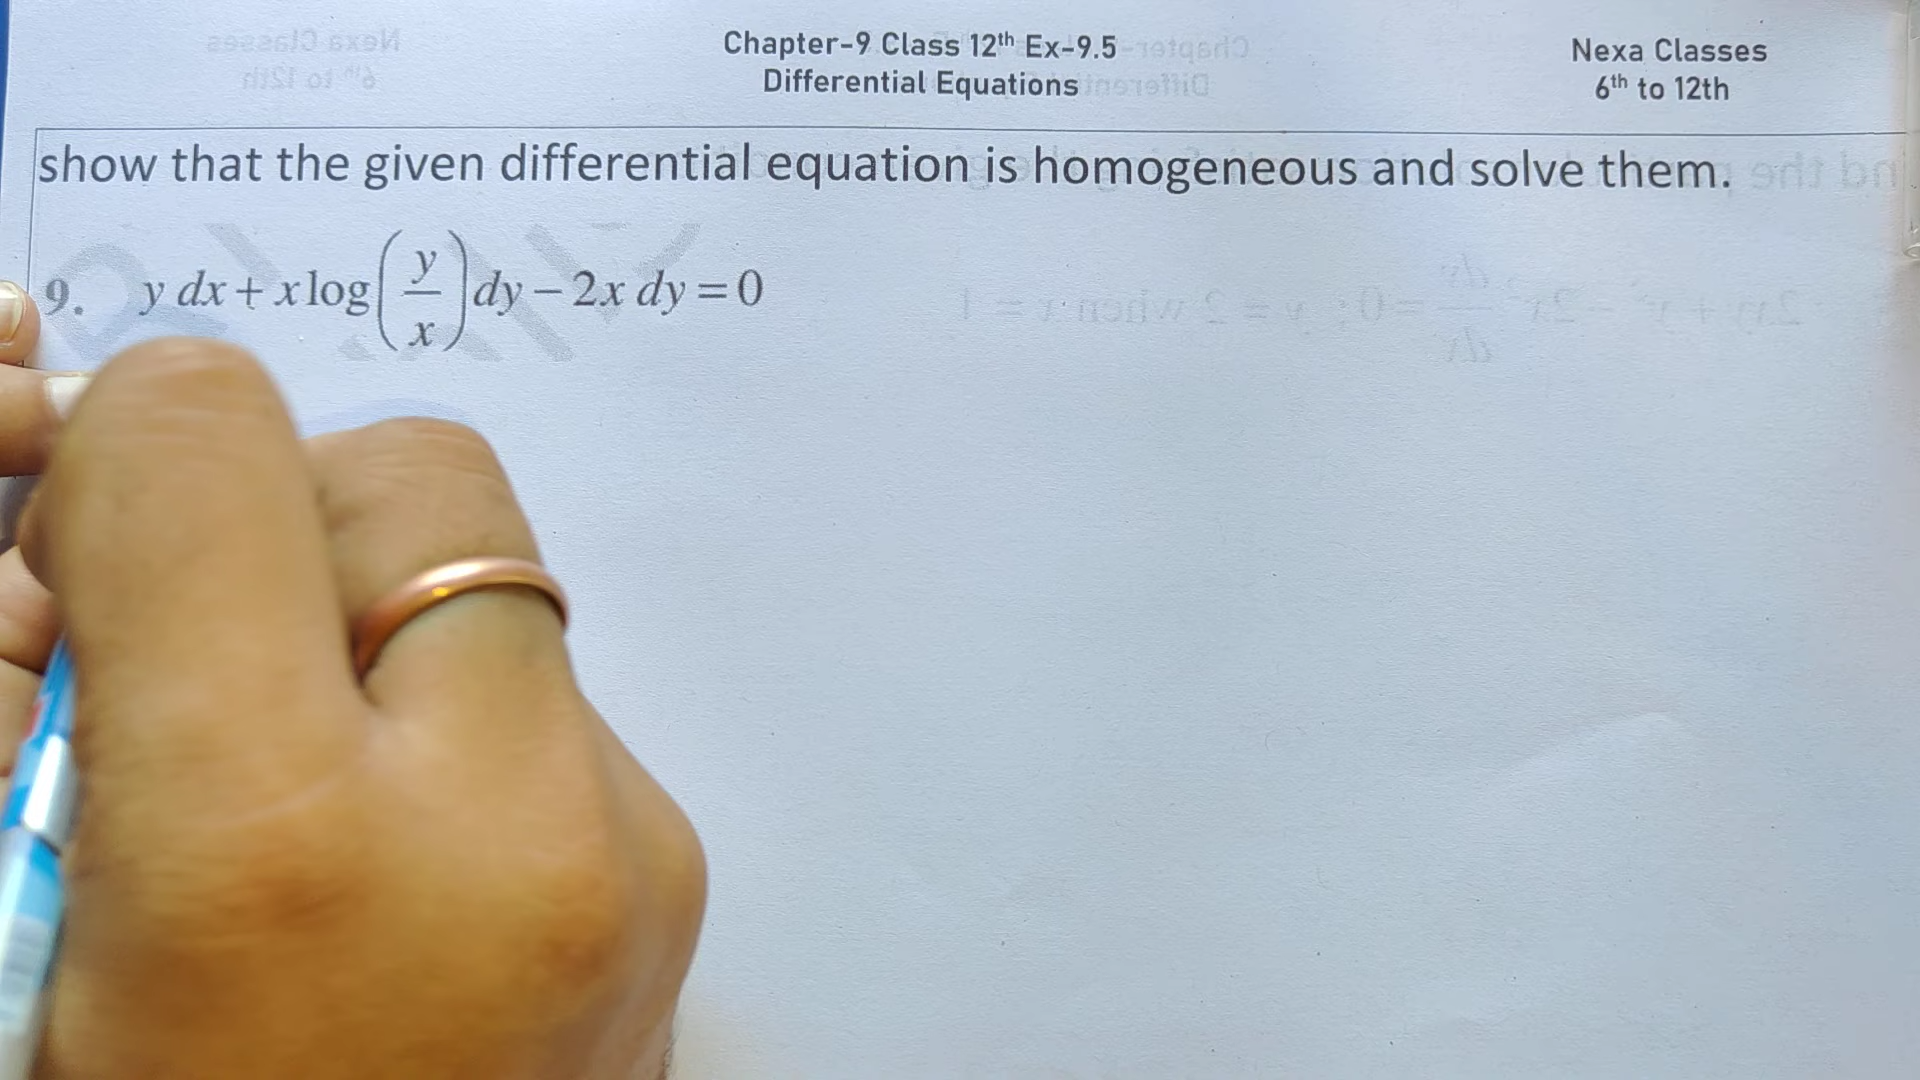 Chapter-9 Class 12th Ex-9.5
Differential Equations
Nexa Classes
6th to 12th
show that the given differential equation is homogeneous and solve them.
9. y dx + x log(y/x) dy − 2x dy = 0